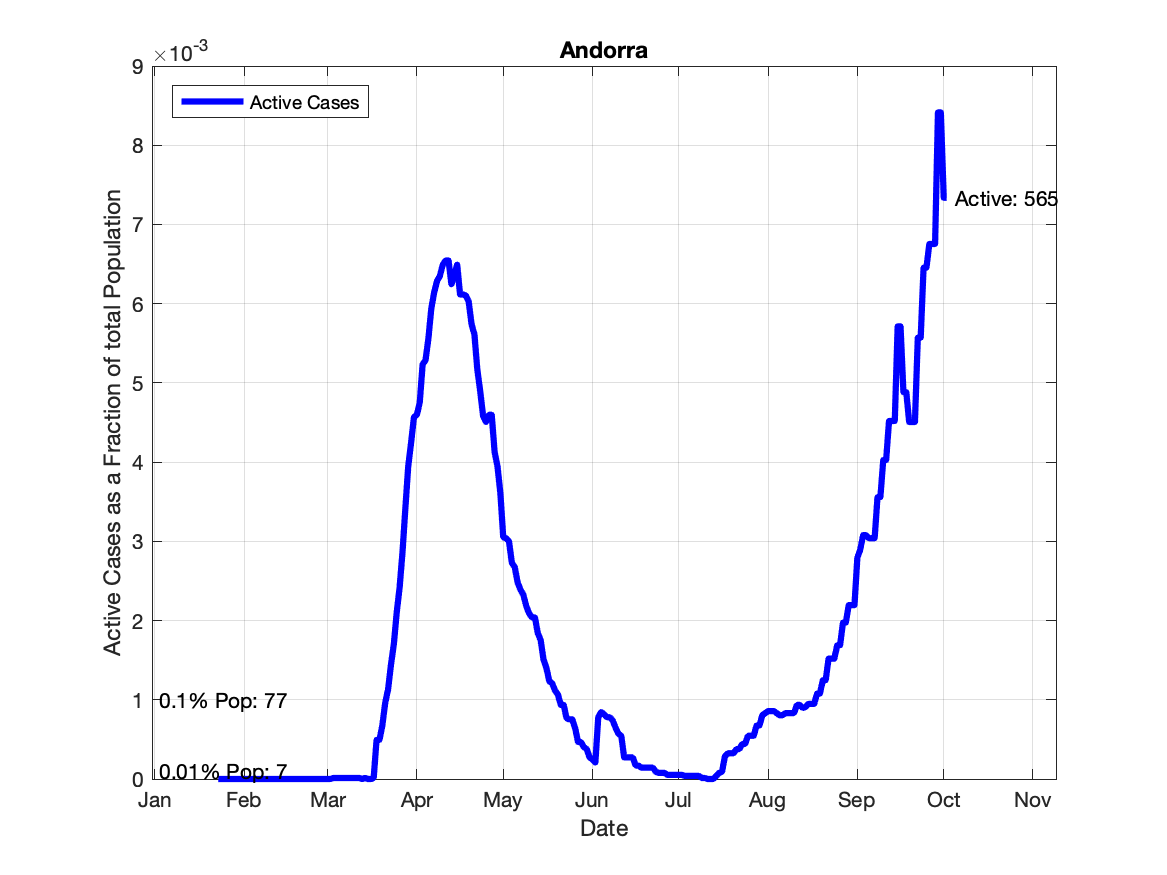 Andorra
×10-3
Active Cases
9
8
7
6
5
4
3
2
1
0
Active Cases as a Fraction of total Population
Active: 565
0.1% Pop: 77
0.01% Pop: 7
Jan Feb Mar Apr May Jun Jul Aug Sep Oct Nov
Date